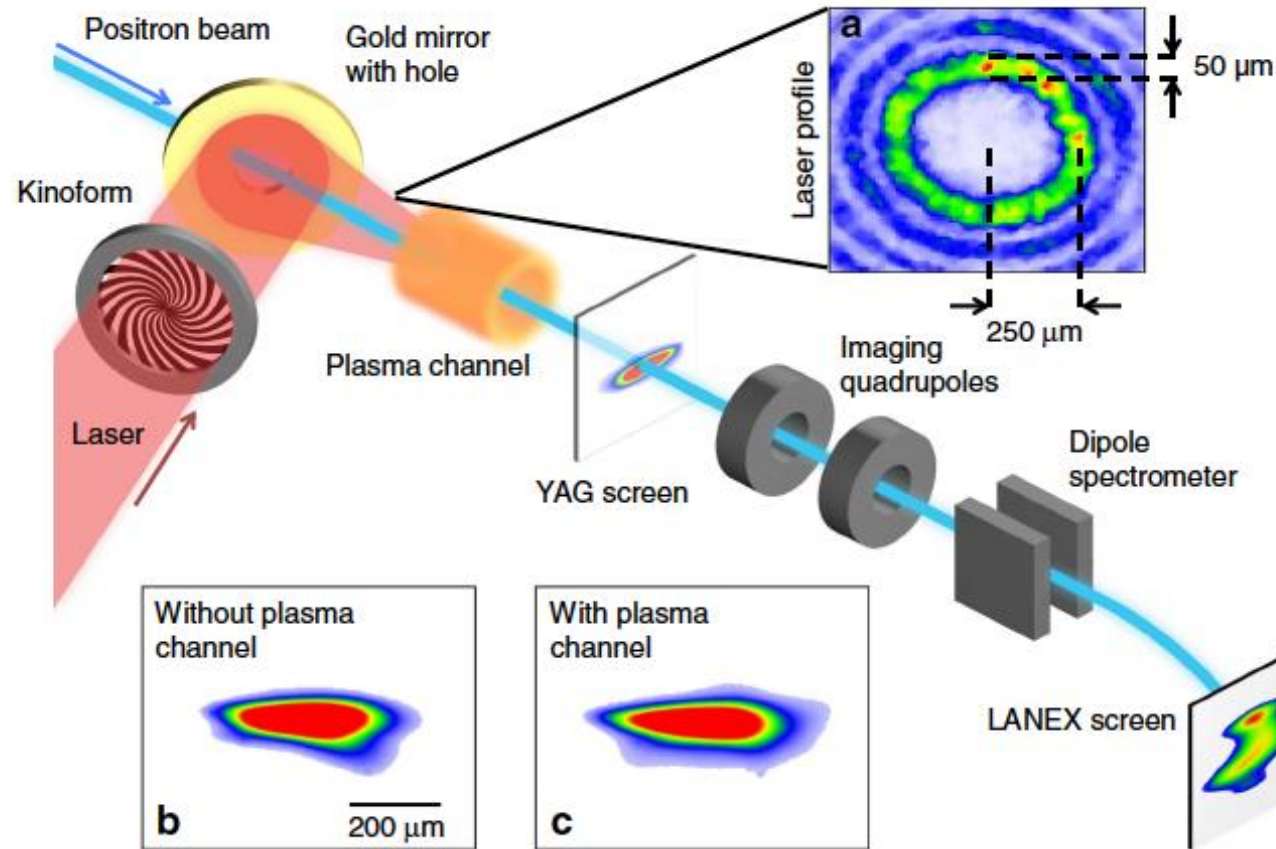 Positron beam
Gold mirror
with hole
a
50 μm
Laser profile
Kinoform
250 μm
Plasma channel
Imaging
quadrupoles
Laser
YAG screen
Dipole
spectrometer
Without plasma
channel
With plasma
channel
LANEX screen
b
200 μm
c